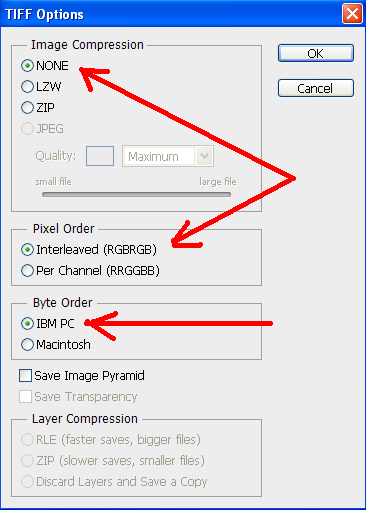 TIFF Options
Image Compression
NONE
LZW
ZIP
JPEG
Quality: Maximum
small file large file
OK
Cancel
Pixel Order
Interleaved (RGBRGB)
Per Channel (RRGGBB)
Byte Order
IBM PC
Macintosh
Save Image Pyramid
Save Transparency
Layer Compression
RLE (faster saves, bigger files)
ZIP (slower saves, smaller files)
Discard Layers and Save a Copy